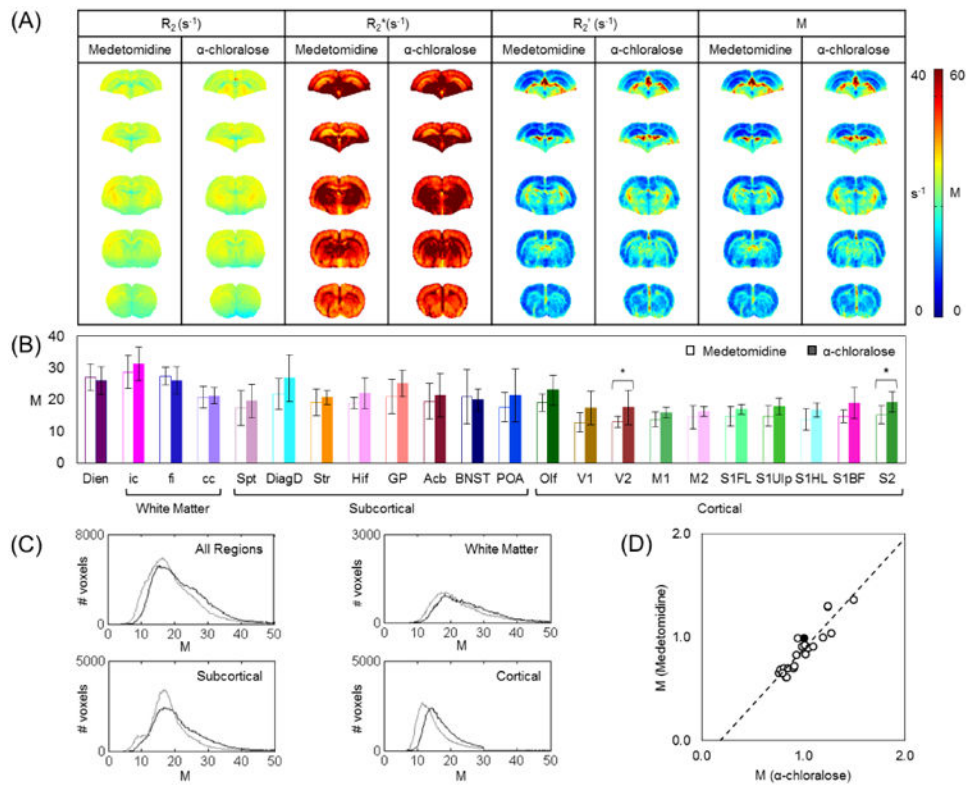 (A)
R₂ (s⁻¹) R₂*(s⁻¹) R₂' (s⁻¹) M
Medetomidine α-chloralose Medetomidine α-chloralose Medetomidine α-chloralose Medetomidine α-chloralose
40 60
s⁻¹ M
0 0
(B)
40
30
M 20
10
0
Medetomidine α-chloralose
* *
Dien ic fi cc Spt DiagD Str Hif GP Acb BNST POA Olf V1 V2 M1 M2 S1FL S1Ulp S1HL S1BF S2
White Matter Subcortical Cortical
(C)
8000
# voxels
0
All Regions
0 10 20 30 40 50
M
3000
# voxels
0
White Matter
0 10 20 30 40 50
M
5000
# voxels
0
Subcortical
0 10 20 30 40 50
M
5000
# voxels
0
Cortical
0 10 20 30 40 50
M
(D)
2.0
M (Medetomidine)
1.0
0.0
0.0 1.0 2.0
M (α-chloralose)